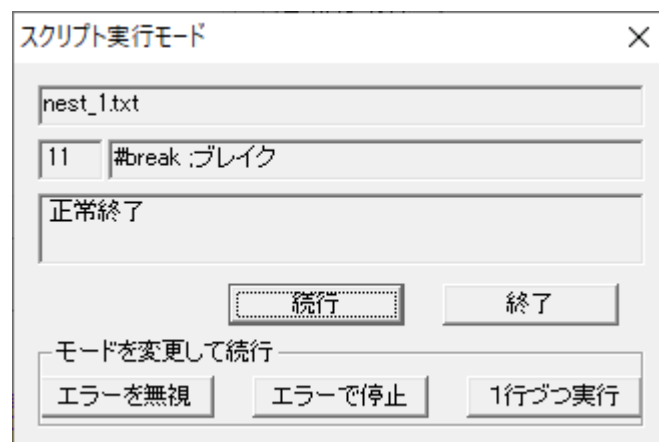 スクリプト実行モード
nest_1.txt
11 #break ;ブレイク
正常終了
続行 終了
モードを変更して続行
エラーを無視 エラーで停止 1行づつ実行